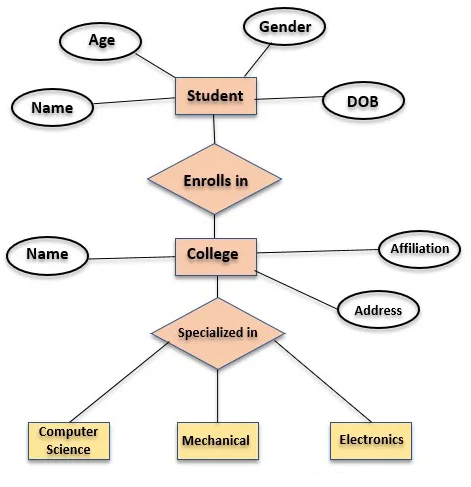 Gender
Age
Student
Name
DOB
Enrolls in
Name
College
Affiliation
Address
Specialized in
Computer
Science
Mechanical
Electronics